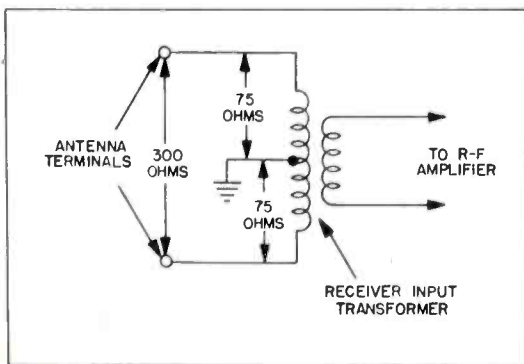 75
OHMS
ANTENNA
TERMINALS
300
OHMS
75
OHMS
TO R-F
AMPLIFIER
RECEIVER INPUT
TRANSFORMER